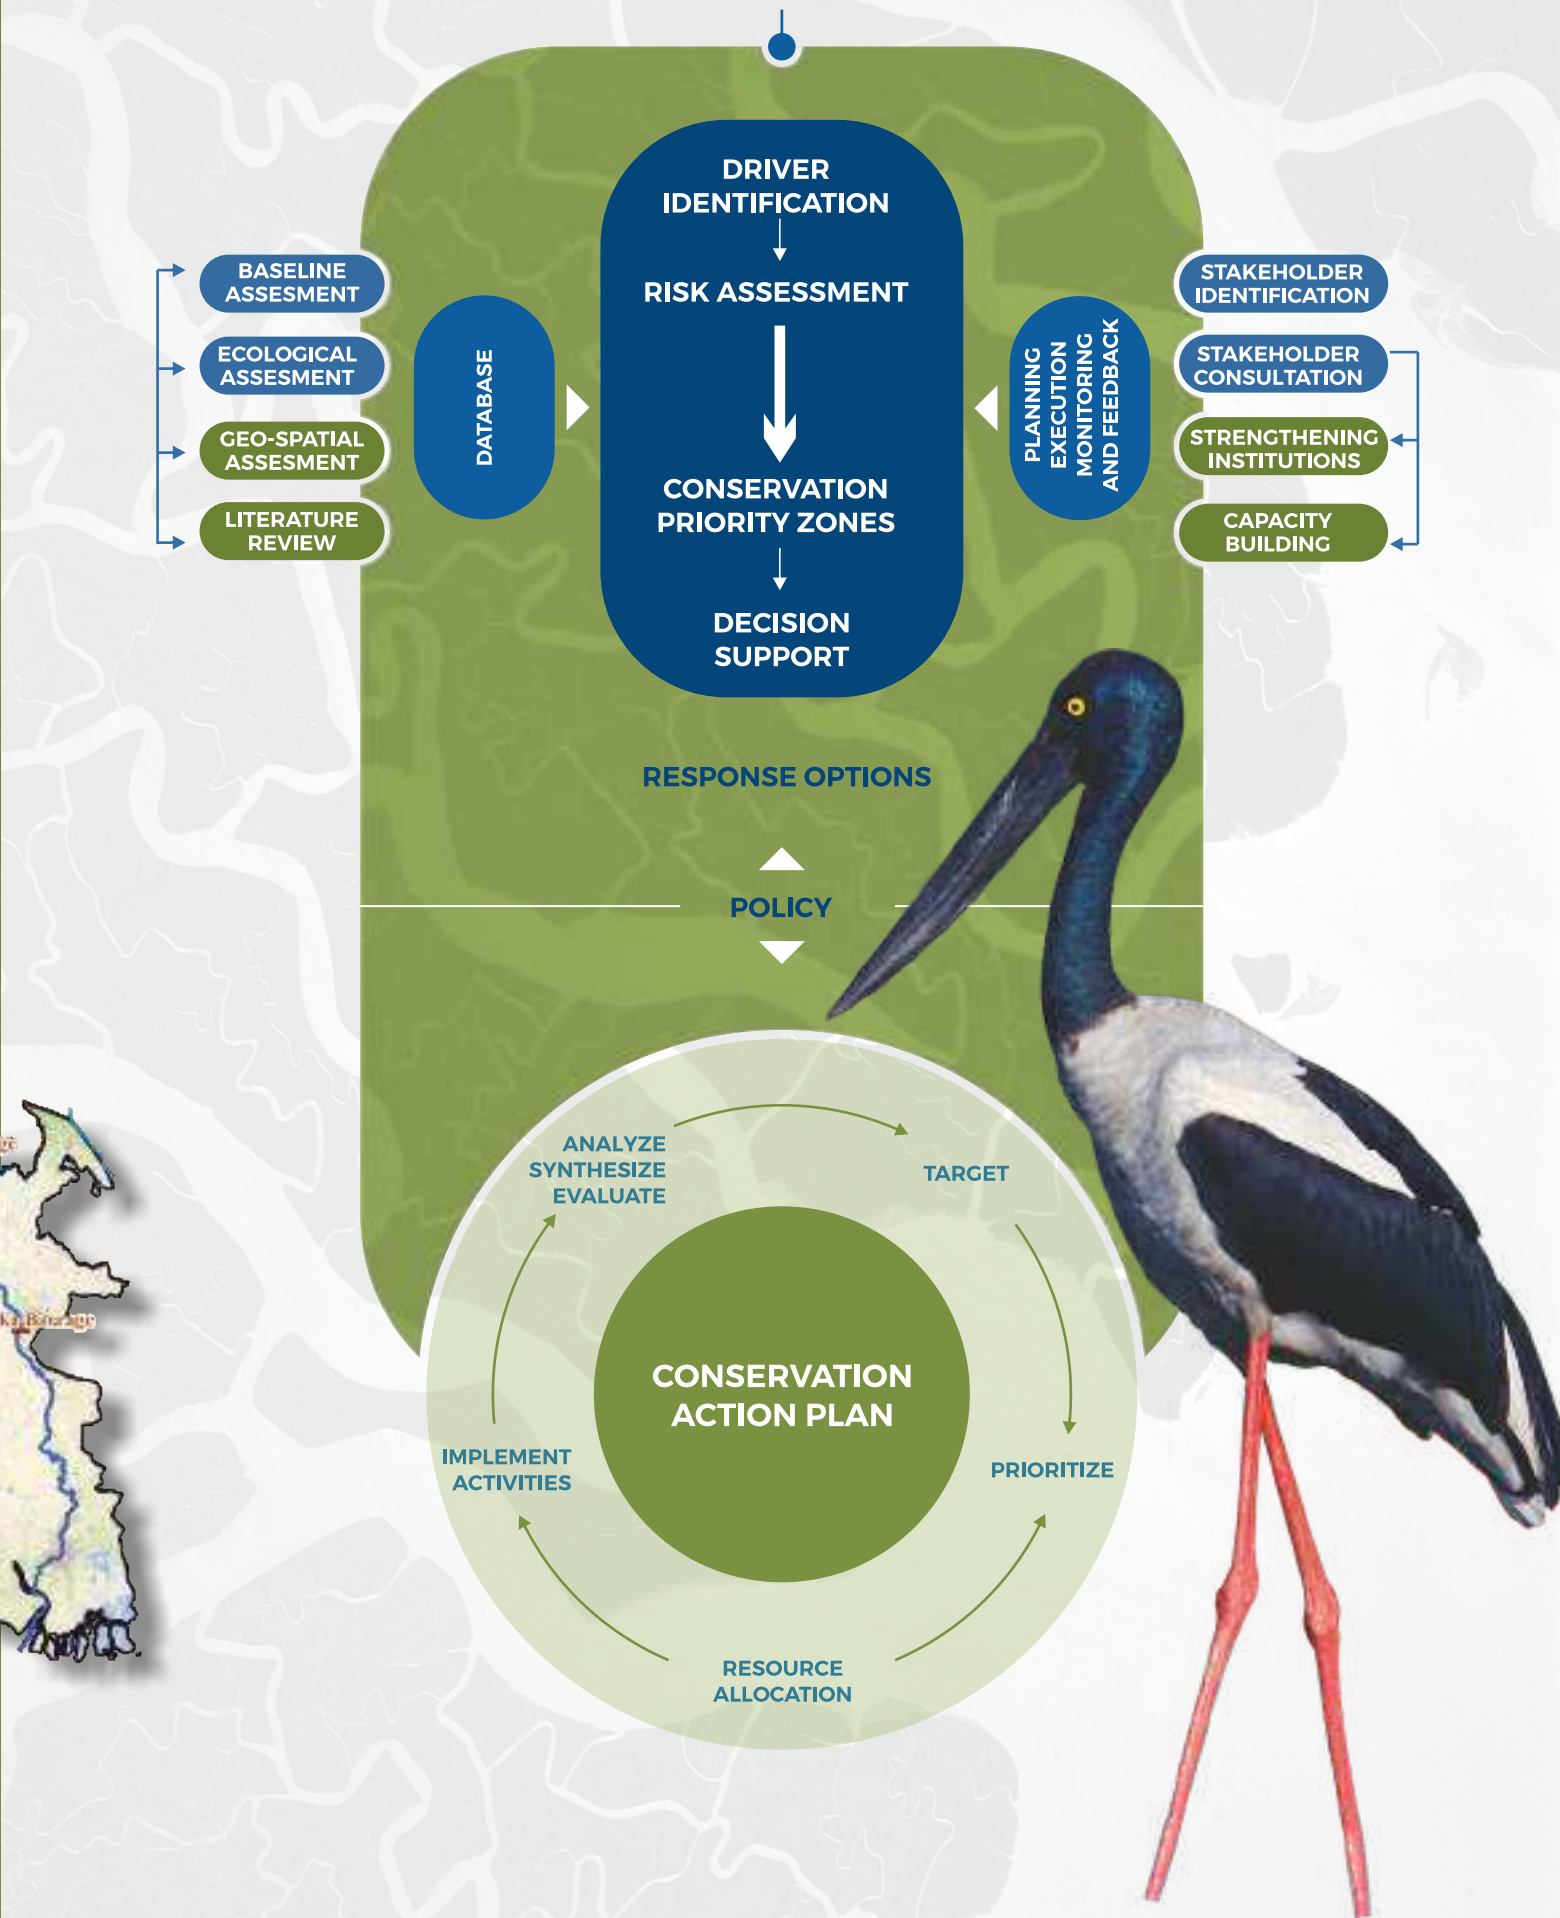 DRIVER
IDENTIFICATION
RISK ASSESSMENT
CONSERVATION
PRIORITY ZONES
DECISION
SUPPORT
BASELINE
ASSESMENT
ECOLOGICAL
ASSESMENT
GEO-SPATIAL
ASSESMENT
LITERATURE
REVIEW
DATABASE
PLANNING
EXECUTION
MONITORING
AND FEEDBACK
STAKEHOLDER
IDENTIFICATION
STAKEHOLDER
CONSULTATION
STRENGTHENING
INSTITUTIONS
CAPACITY
BUILDING
RESPONSE OPTIONS
POLICY
ANALYZE
SYNTHESIZE
EVALUATE
TARGET
CONSERVATION
ACTION PLAN
IMPLEMENT
ACTIVITIES
PRIORITIZE
RESOURCE
ALLOCATION
Barrage